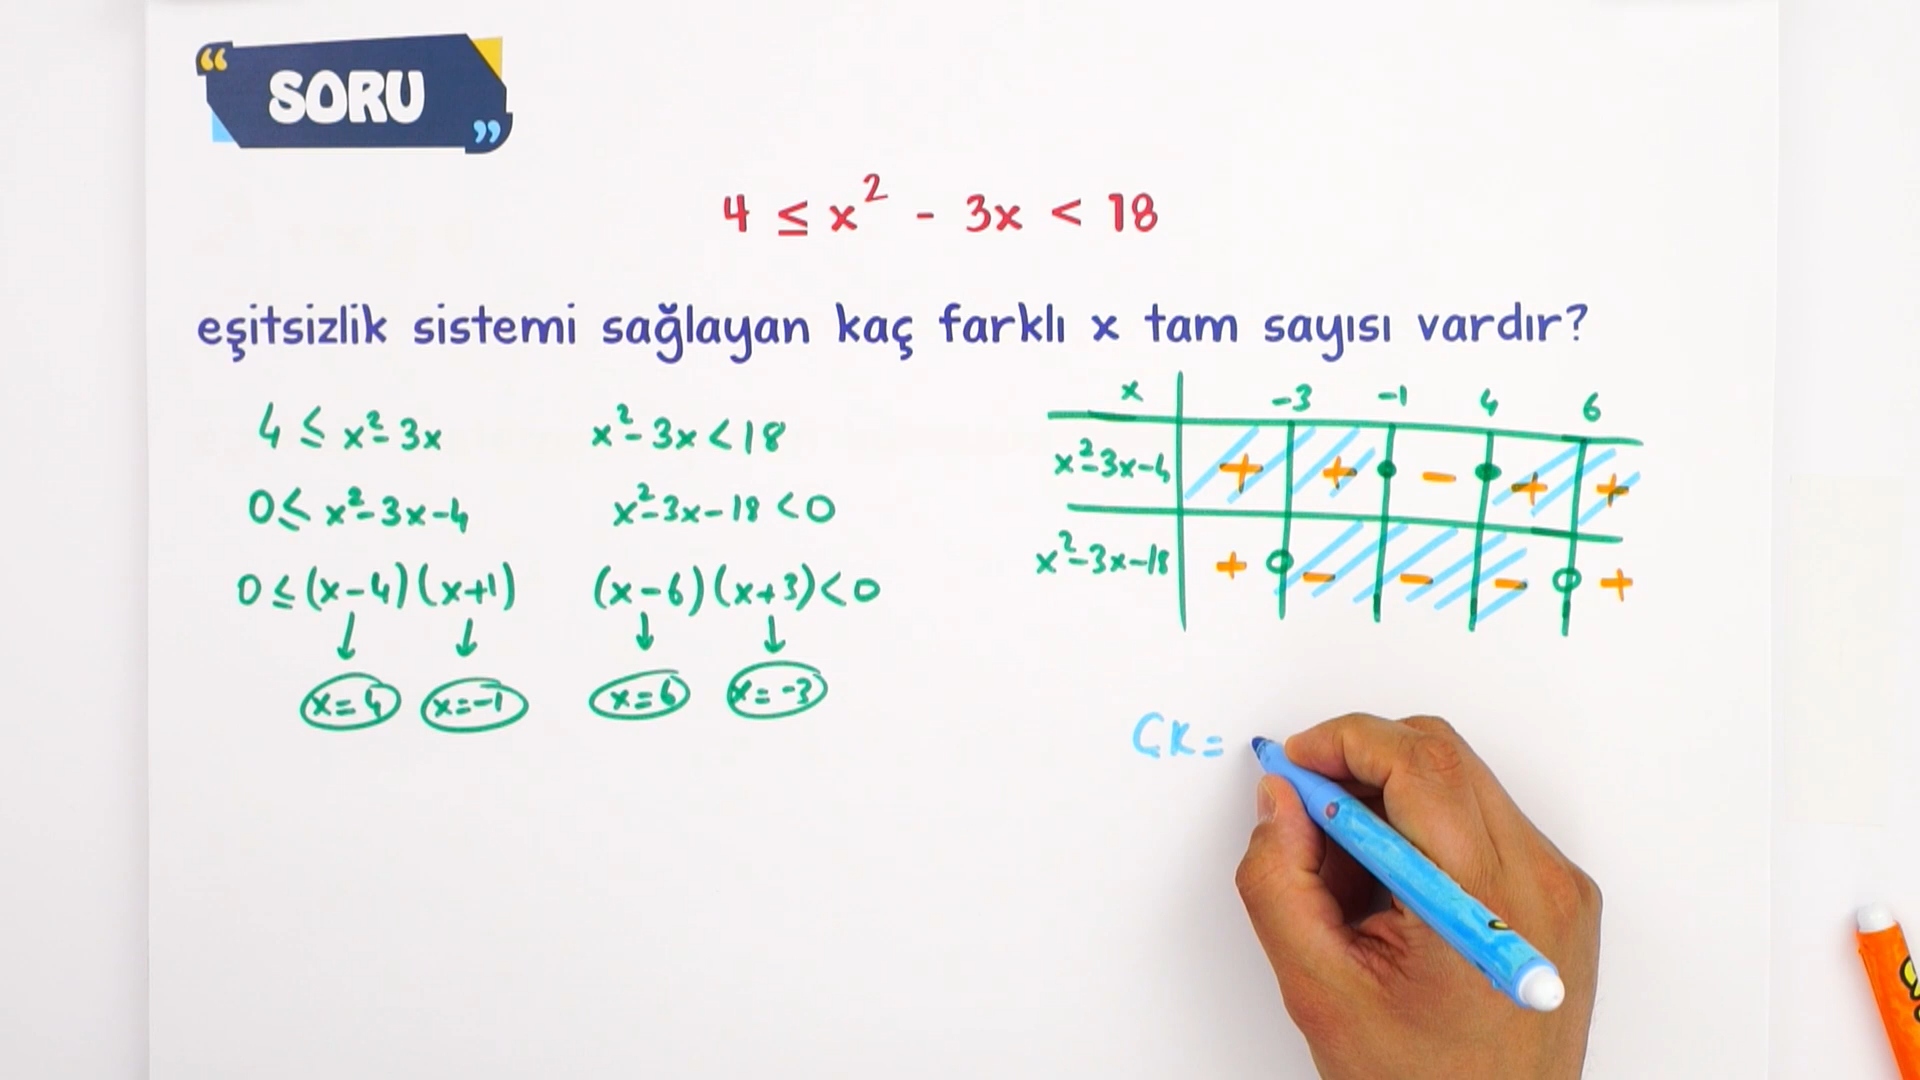 “ SORU ”
4 ≤ x² - 3x < 18
eşitsizlik sistemi sağlayan kaç farklı x tam sayısı vardır?
4 ≤ x² - 3x
0 ≤ x² - 3x - 4
0 ≤ (x - 4)(x + 1)
↓ ↓
x = 4 x = -1
x² - 3x < 18
x² - 3x - 18 < 0
(x - 6)(x + 3) < 0
↓ ↓
x = 6 x = -3
x -3 -1 4 6
x² - 3x - 4 + + - + +
x² - 3x - 18 + - - - +
ÇK =